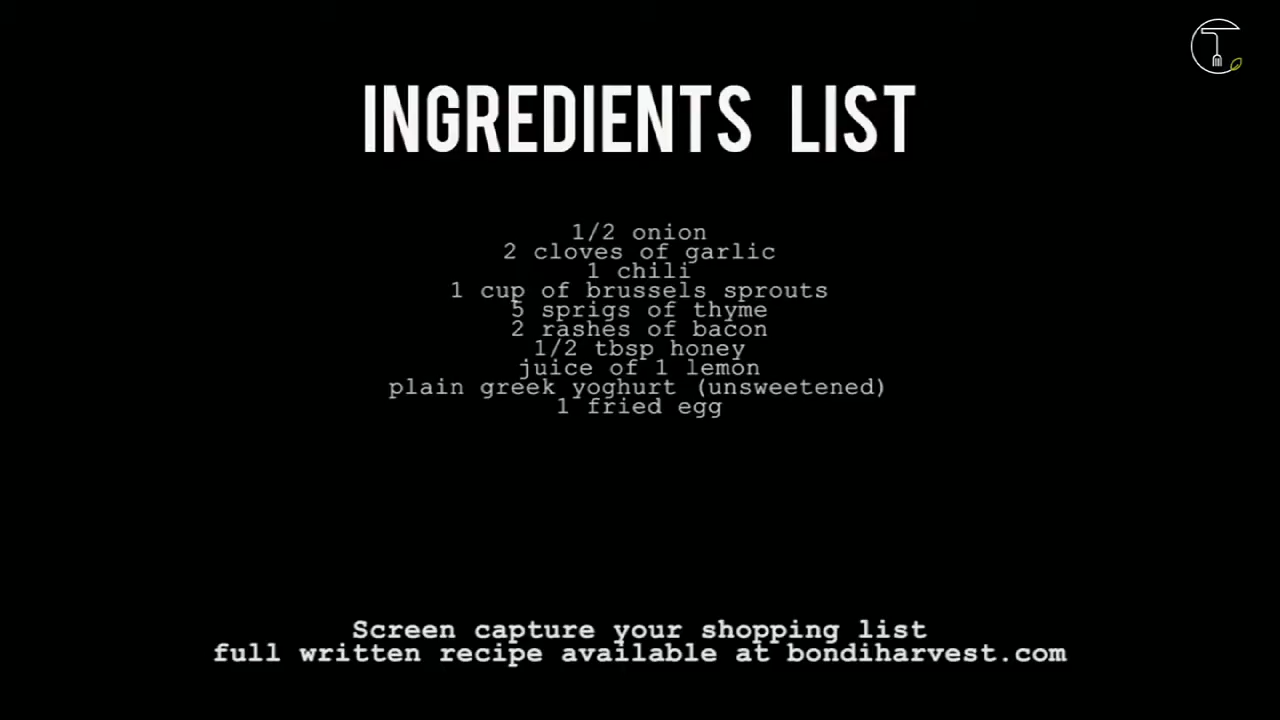 INGREDIENTS LIST
1/2 onion
2 cloves of garlic
1 chili
1 cup of brussels sprouts
5 sprigs of thyme
2 rashes of bacon
1/2 tbsp honey
juice of 1 lemon
plain greek yoghurt (unsweetened)
1 fried egg
Screen capture your shopping list
full written recipe available at bondiharvest.com